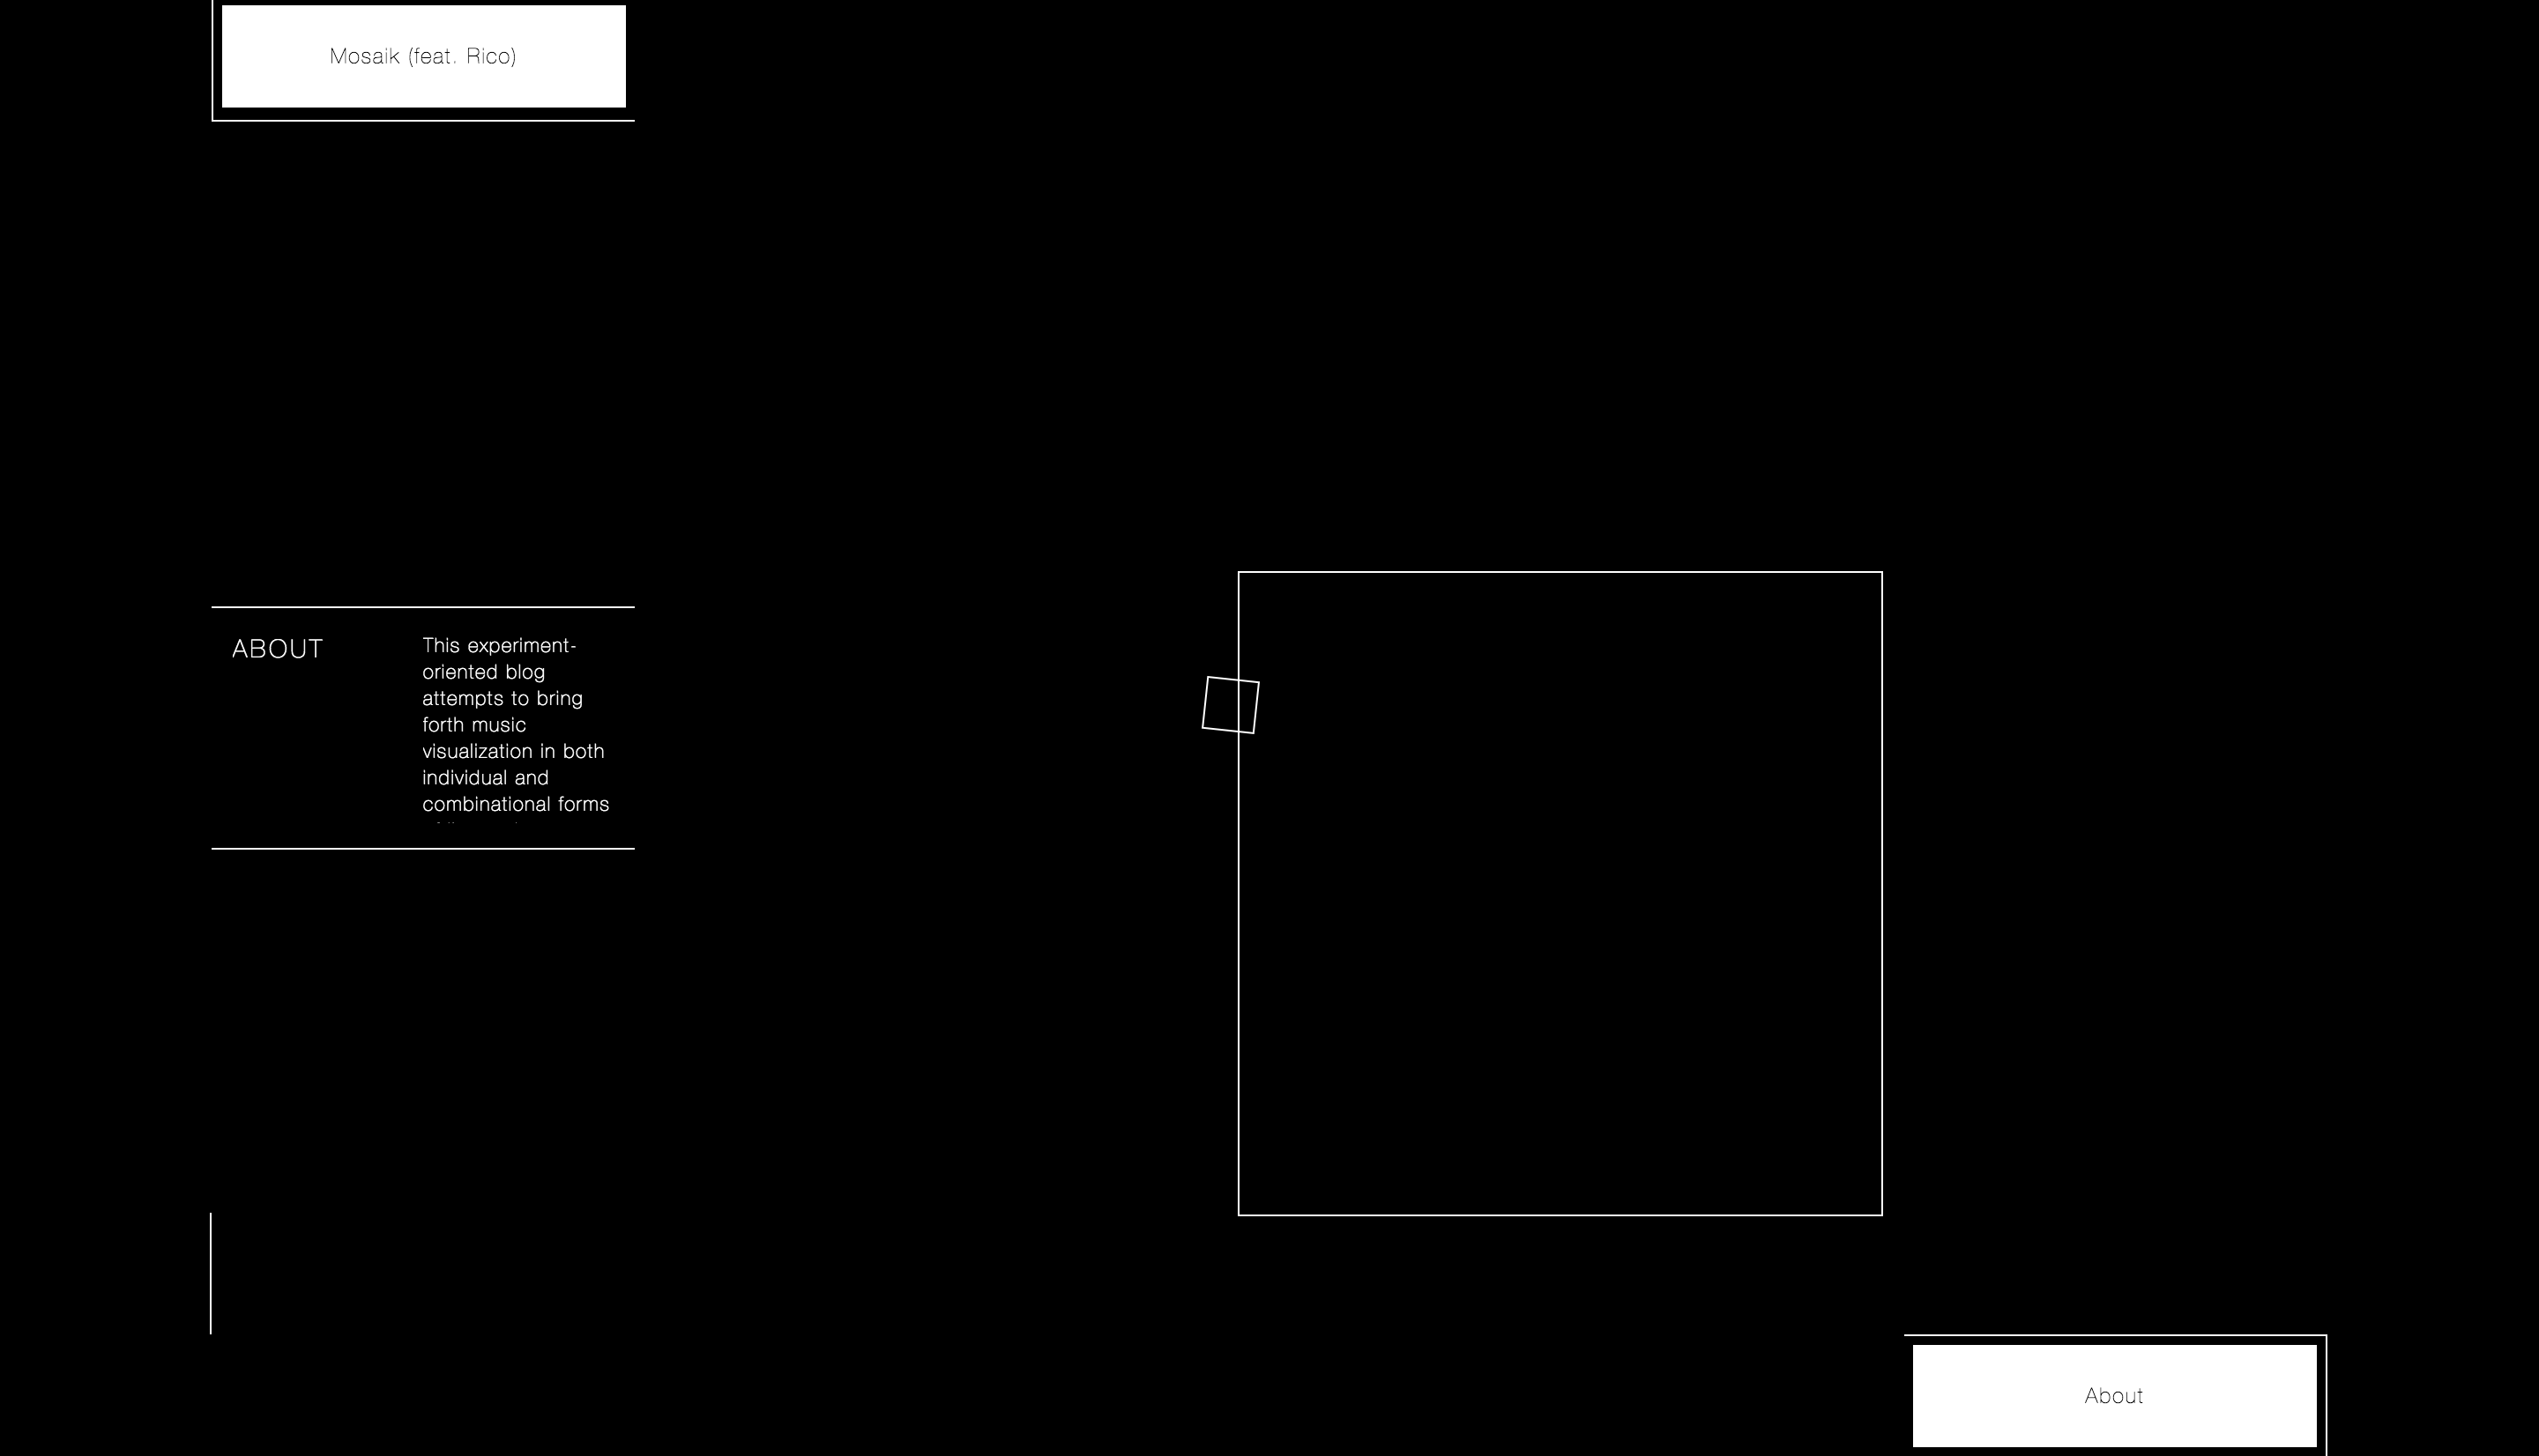 Mosaik (feat. Rico)
ABOUT
This experiment-
oriented blog
attempts to bring
forth music
visualization in both
individual and
combinational forms
About